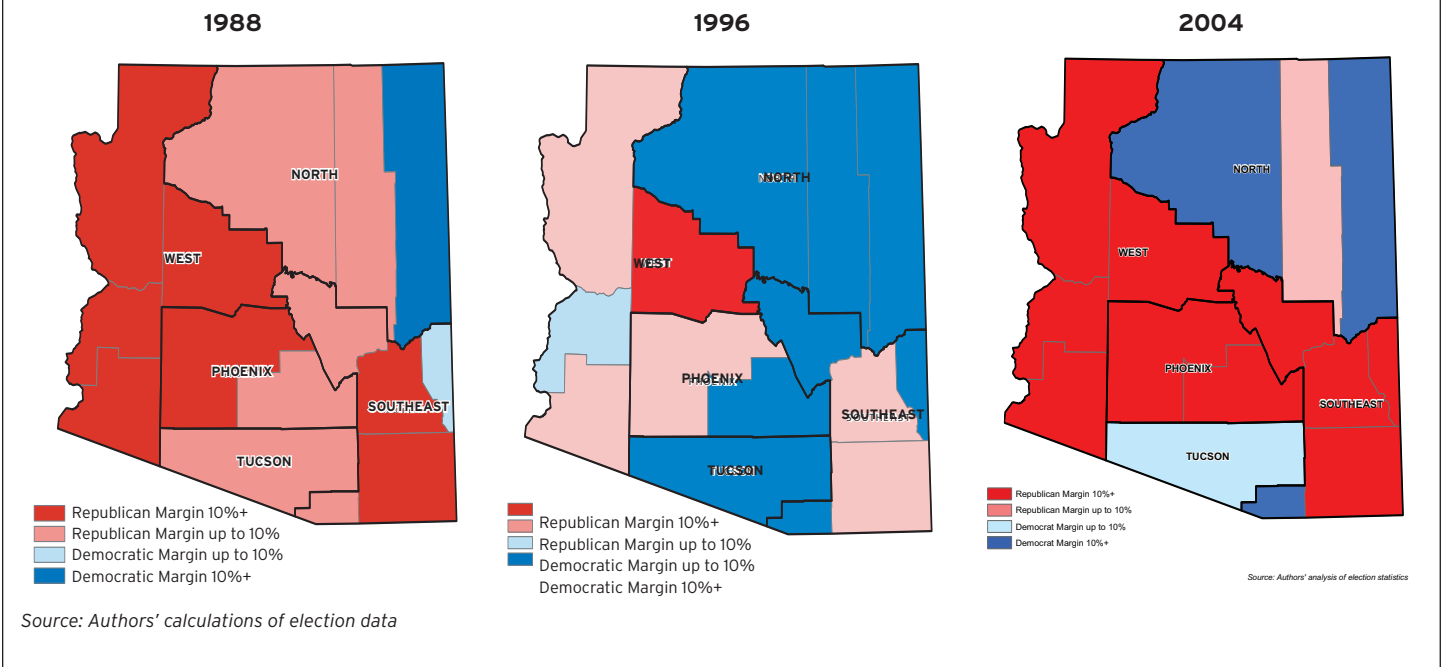 1988
NORTH
WEST
PHOENIX
SOUTHEAST
TUCSON
Republican Margin 10%+
Republican Margin up to 10%
Democratic Margin up to 10%
Democratic Margin 10%+
Source: Authors' calculations of election data
1996
NORTH
WEST
PHOENIX
SOUTHEAST
TUCSON
Republican Margin 10%+
Republican Margin up to 10%
Democratic Margin up to 10%
Democratic Margin 10%+
2004
NORTH
WEST
PHOENIX
SOUTHEAST
TUCSON
Republican Margin 10%+
Republican Margin up to 10%
Democrat Margin up to 10%
Democrat Margin 10%+
Source: Authors' analysis of election statistics